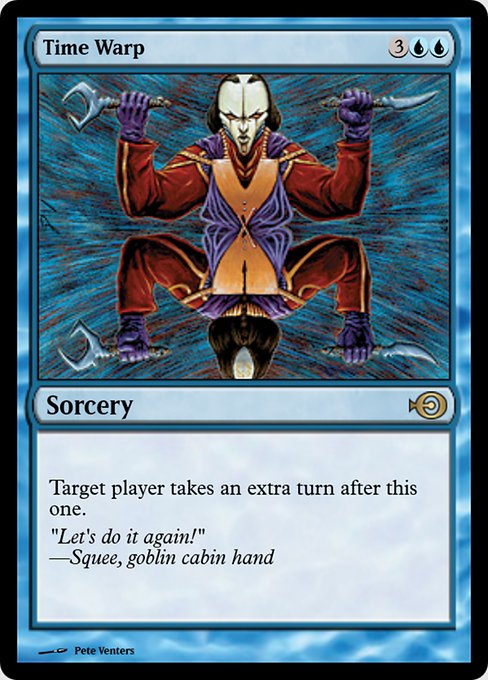 Time Warp 3
Sorcery
Target player takes an extra turn after this
one.
"Let's do it again!"
—Squee, goblin cabin hand
Pete Venters